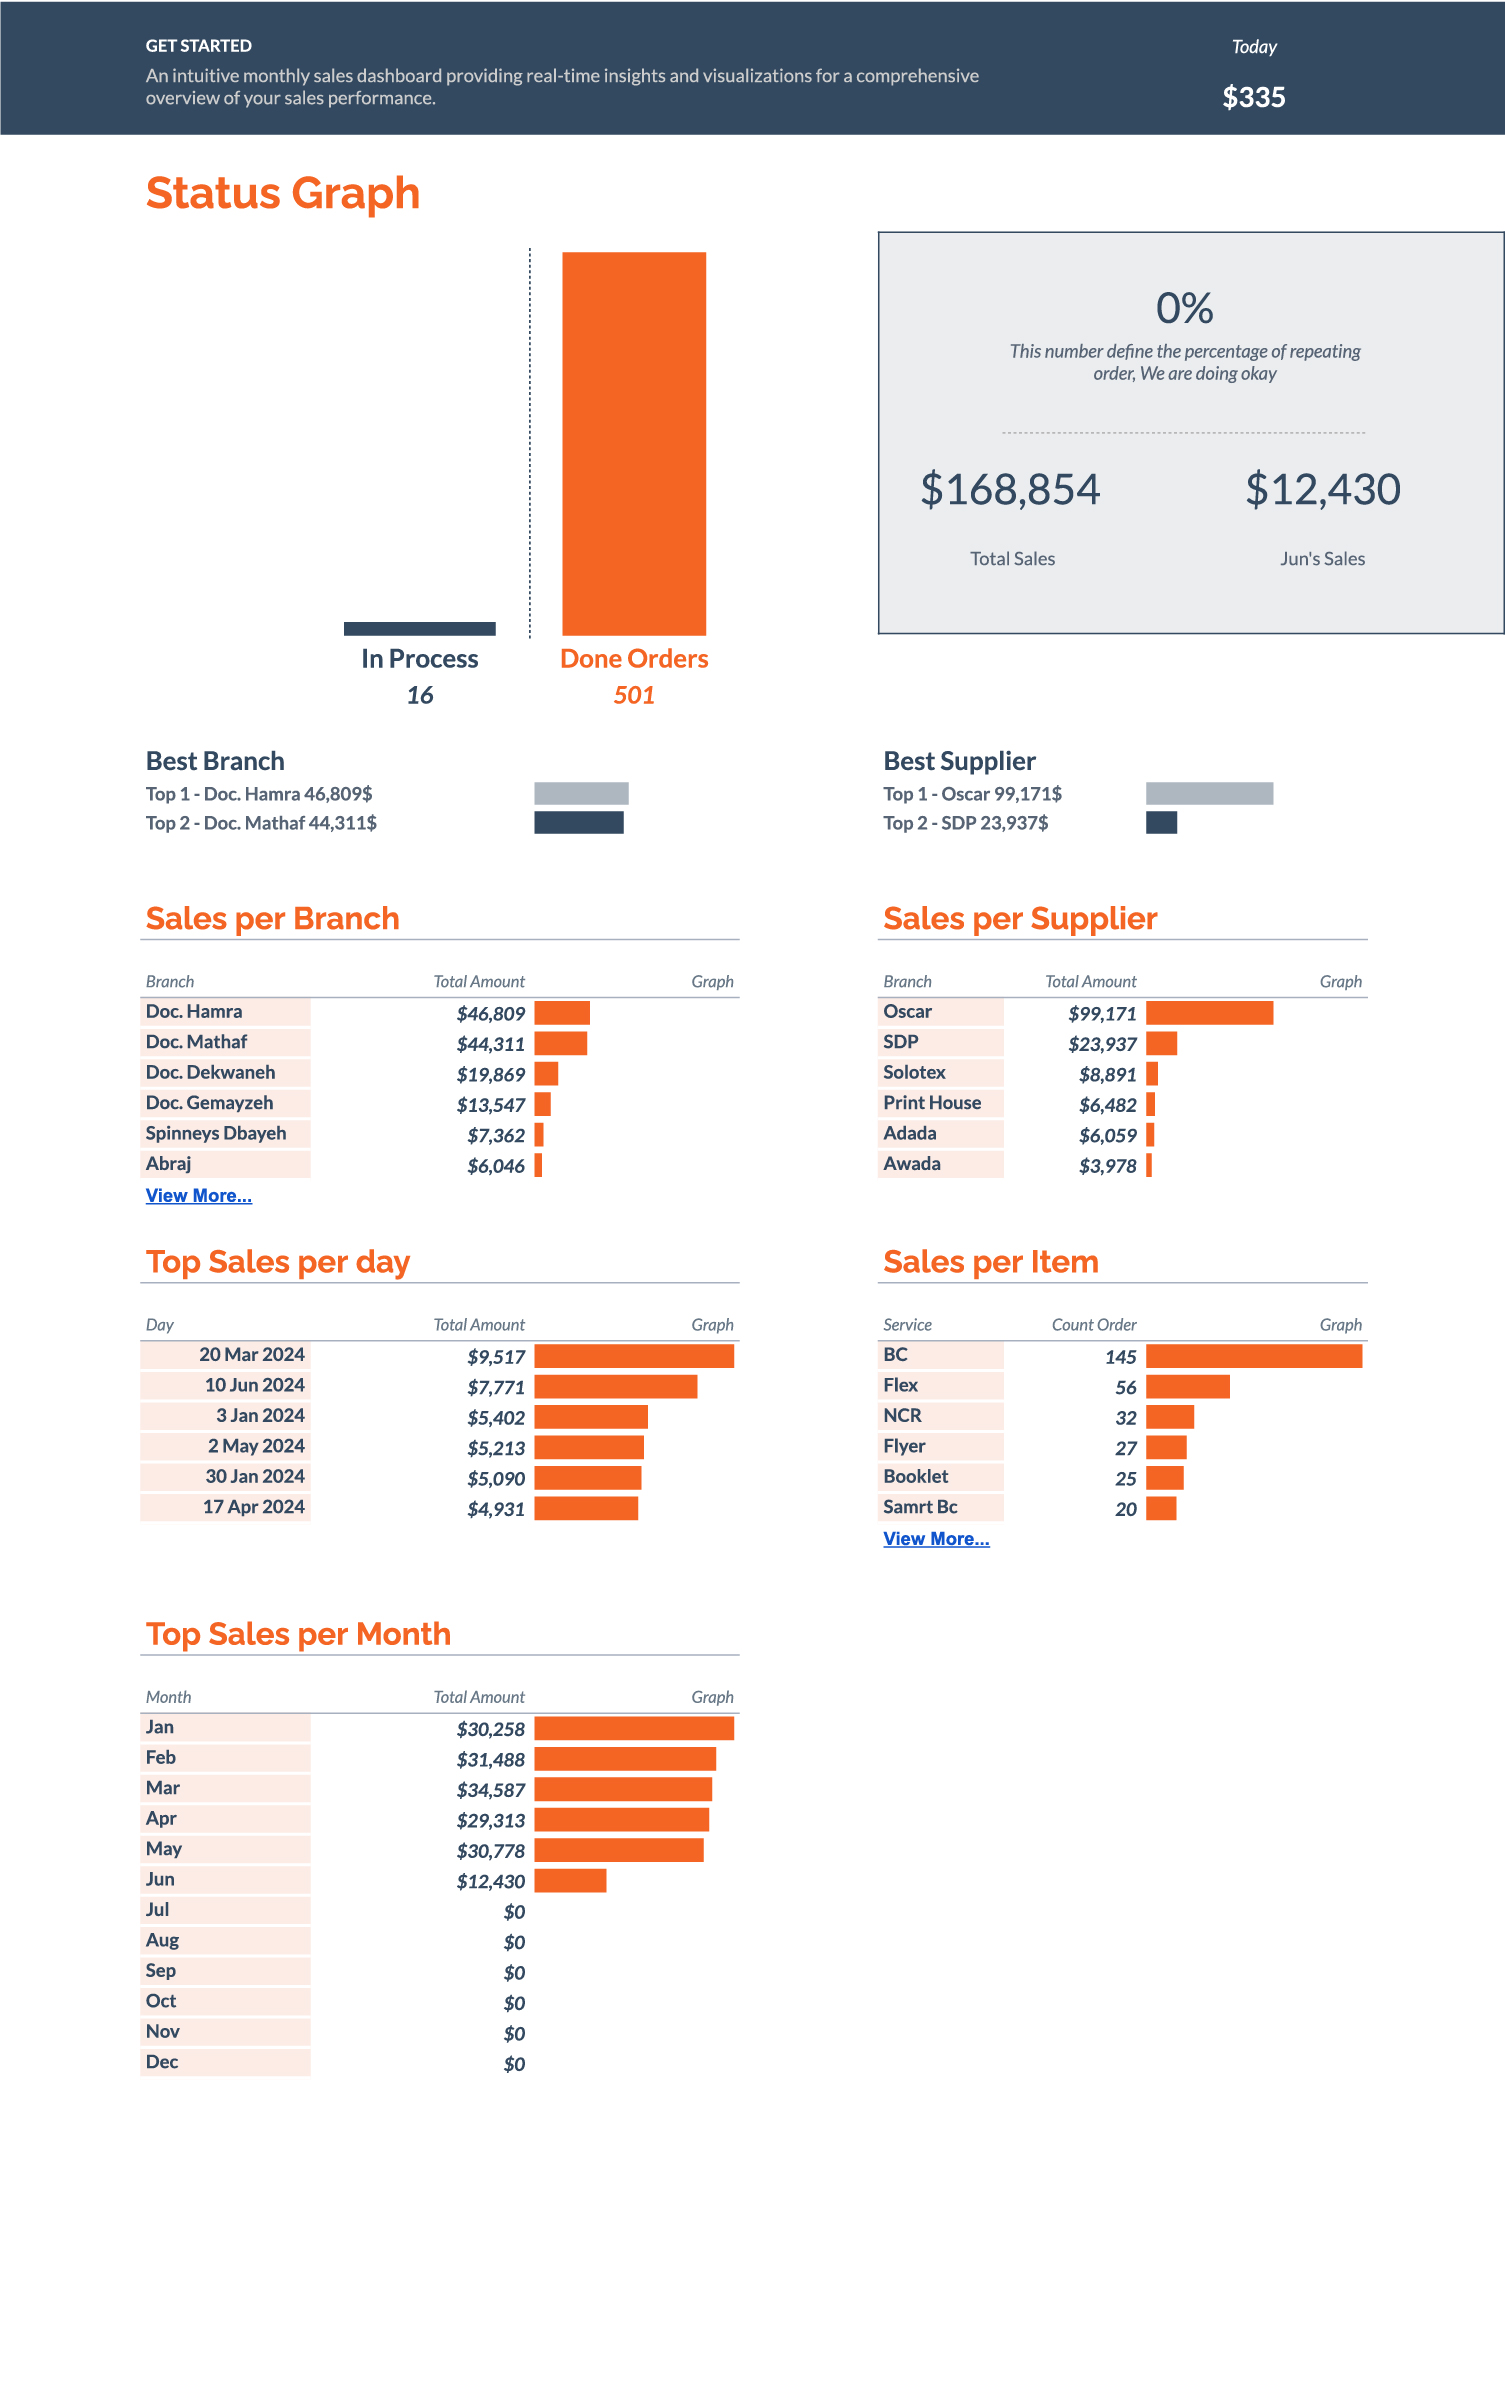 GET STARTED
An intuitive monthly sales dashboard providing real-time insights and visualizations for a comprehensive
overview of your sales performance.
Today
$335
Status Graph
0%
This number define the percentage of repeating
order, We are doing okay
$168,854
$12,430
Total Sales
Jun's Sales
In Process
Done Orders
16
501
Best Branch
Top 1 - Doc. Hamra 46,809$
Top 2 - Doc. Mathaf 44,311$
Best Supplier
Top 1 - Oscar 99,171$
Top 2 - SDP 23,937$
Sales per Branch
Branch Total Amount Graph
Doc. Hamra $46,809
Doc. Mathaf $44,311
Doc. Dekwaneh $19,869
Doc. Gemayzeh $13,547
Spinneys Dbayeh $7,362
Abraj $6,046
View More...
Sales per Supplier
Branch Total Amount Graph
Oscar $99,171
SDP $23,937
Solotex $8,891
Print House $6,482
Adada $6,059
Awada $3,978
Top Sales per day
Day Total Amount Graph
20 Mar 2024 $9,517
10 Jun 2024 $7,771
3 Jan 2024 $5,402
2 May 2024 $5,213
30 Jan 2024 $5,090
17 Apr 2024 $4,931
Sales per Item
Service Count Order Graph
BC 145
Flex 56
NCR 32
Flyer 27
Booklet 25
Samrt Bc 20
View More...
Top Sales per Month
Month Total Amount Graph
Jan $30,258
Feb $31,488
Mar $34,587
Apr $29,313
May $30,778
Jun $12,430
Jul $0
Aug $0
Sep $0
Oct $0
Nov $0
Dec $0